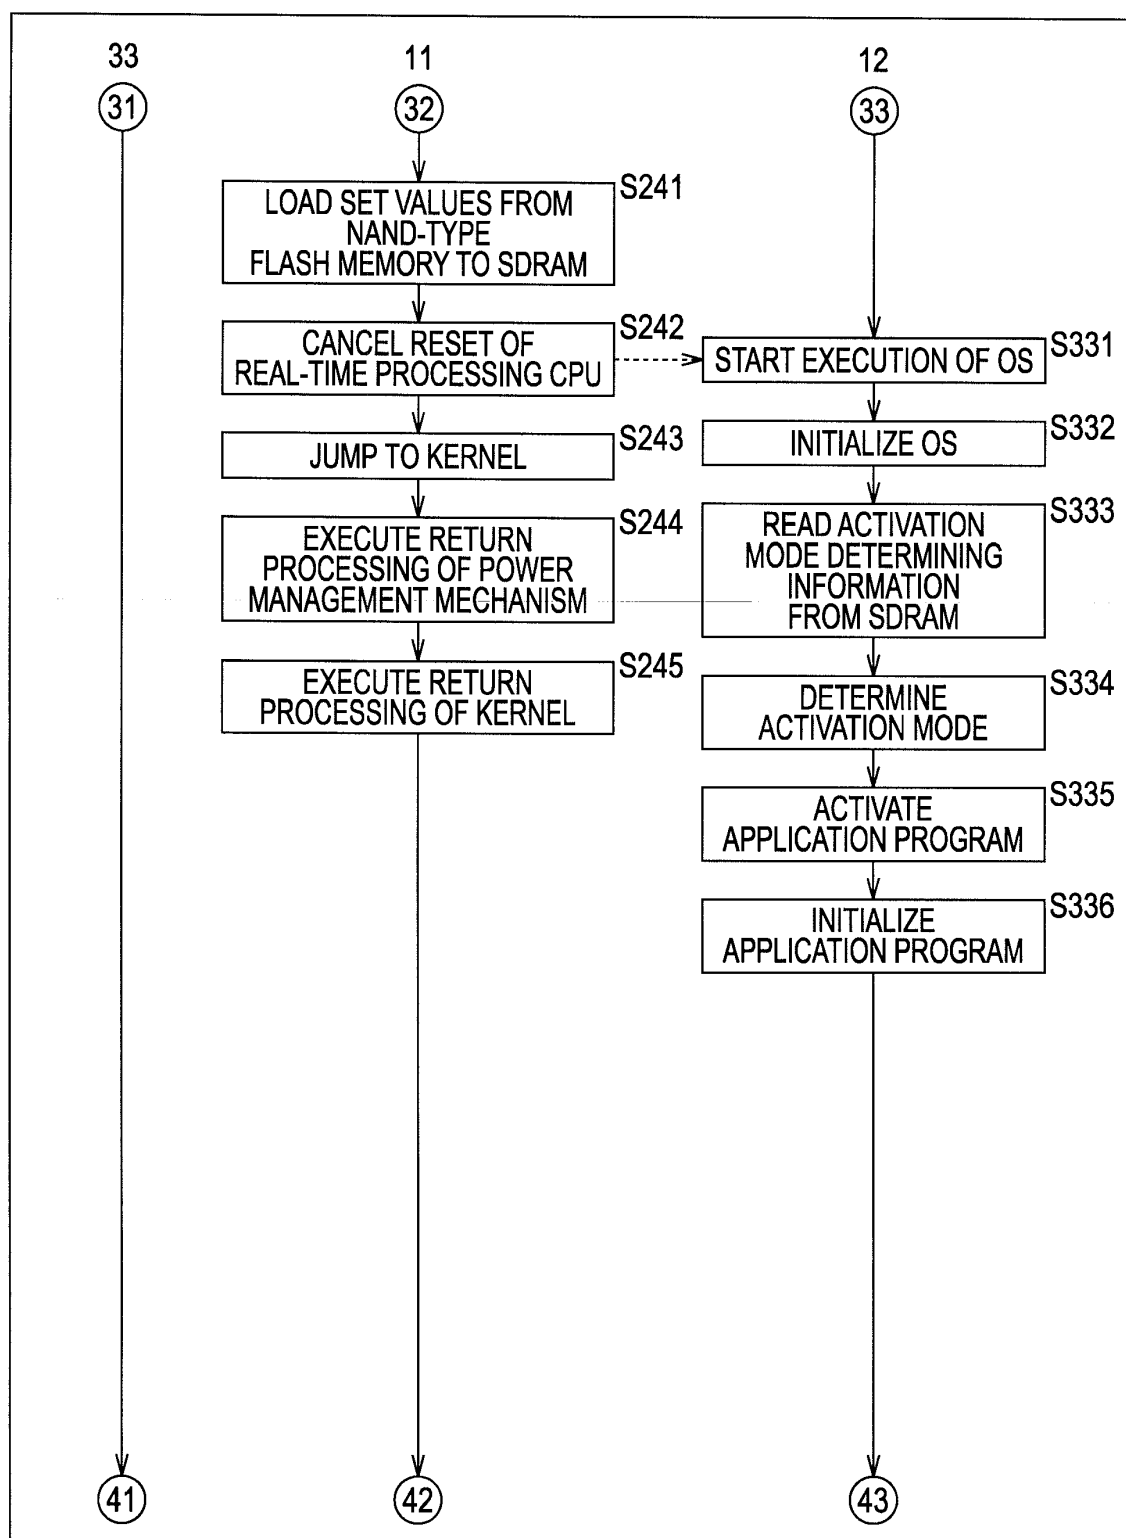 33
11
12
31
32
33
S241
LOAD SET VALUES FROM
NAND-TYPE
FLASH MEMORY TO SDRAM
S242
CANCEL RESET OF
REAL-TIME PROCESSING CPU
S331
START EXECUTION OF OS
S243
JUMP TO KERNEL
S332
INITIALIZE OS
S244
EXECUTE RETURN
PROCESSING OF POWER
MANAGEMENT MECHANISM
S333
READ ACTIVATION
MODE DETERMINING
INFORMATION
FROM SDRAM
S245
EXECUTE RETURN
PROCESSING OF KERNEL
S334
DETERMINE
ACTIVATION MODE
S335
ACTIVATE
APPLICATION PROGRAM
S336
INITIALIZE
APPLICATION PROGRAM
41
42
43